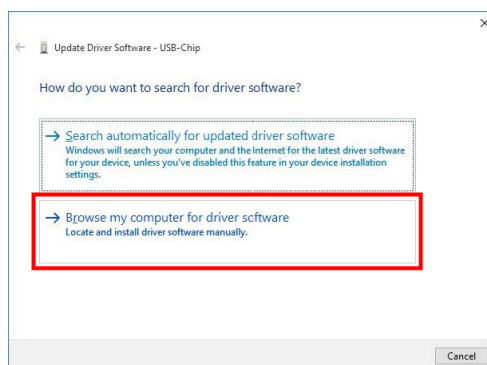 Update Driver Software - USB-Chip
How do you want to search for driver software?
Search automatically for updated driver software
Windows will search your computer and the Internet for the latest driver software
for your device, unless you've disabled this feature in your device installation
settings.
Browse my computer for driver software
Locate and install driver software manually.
Cancel